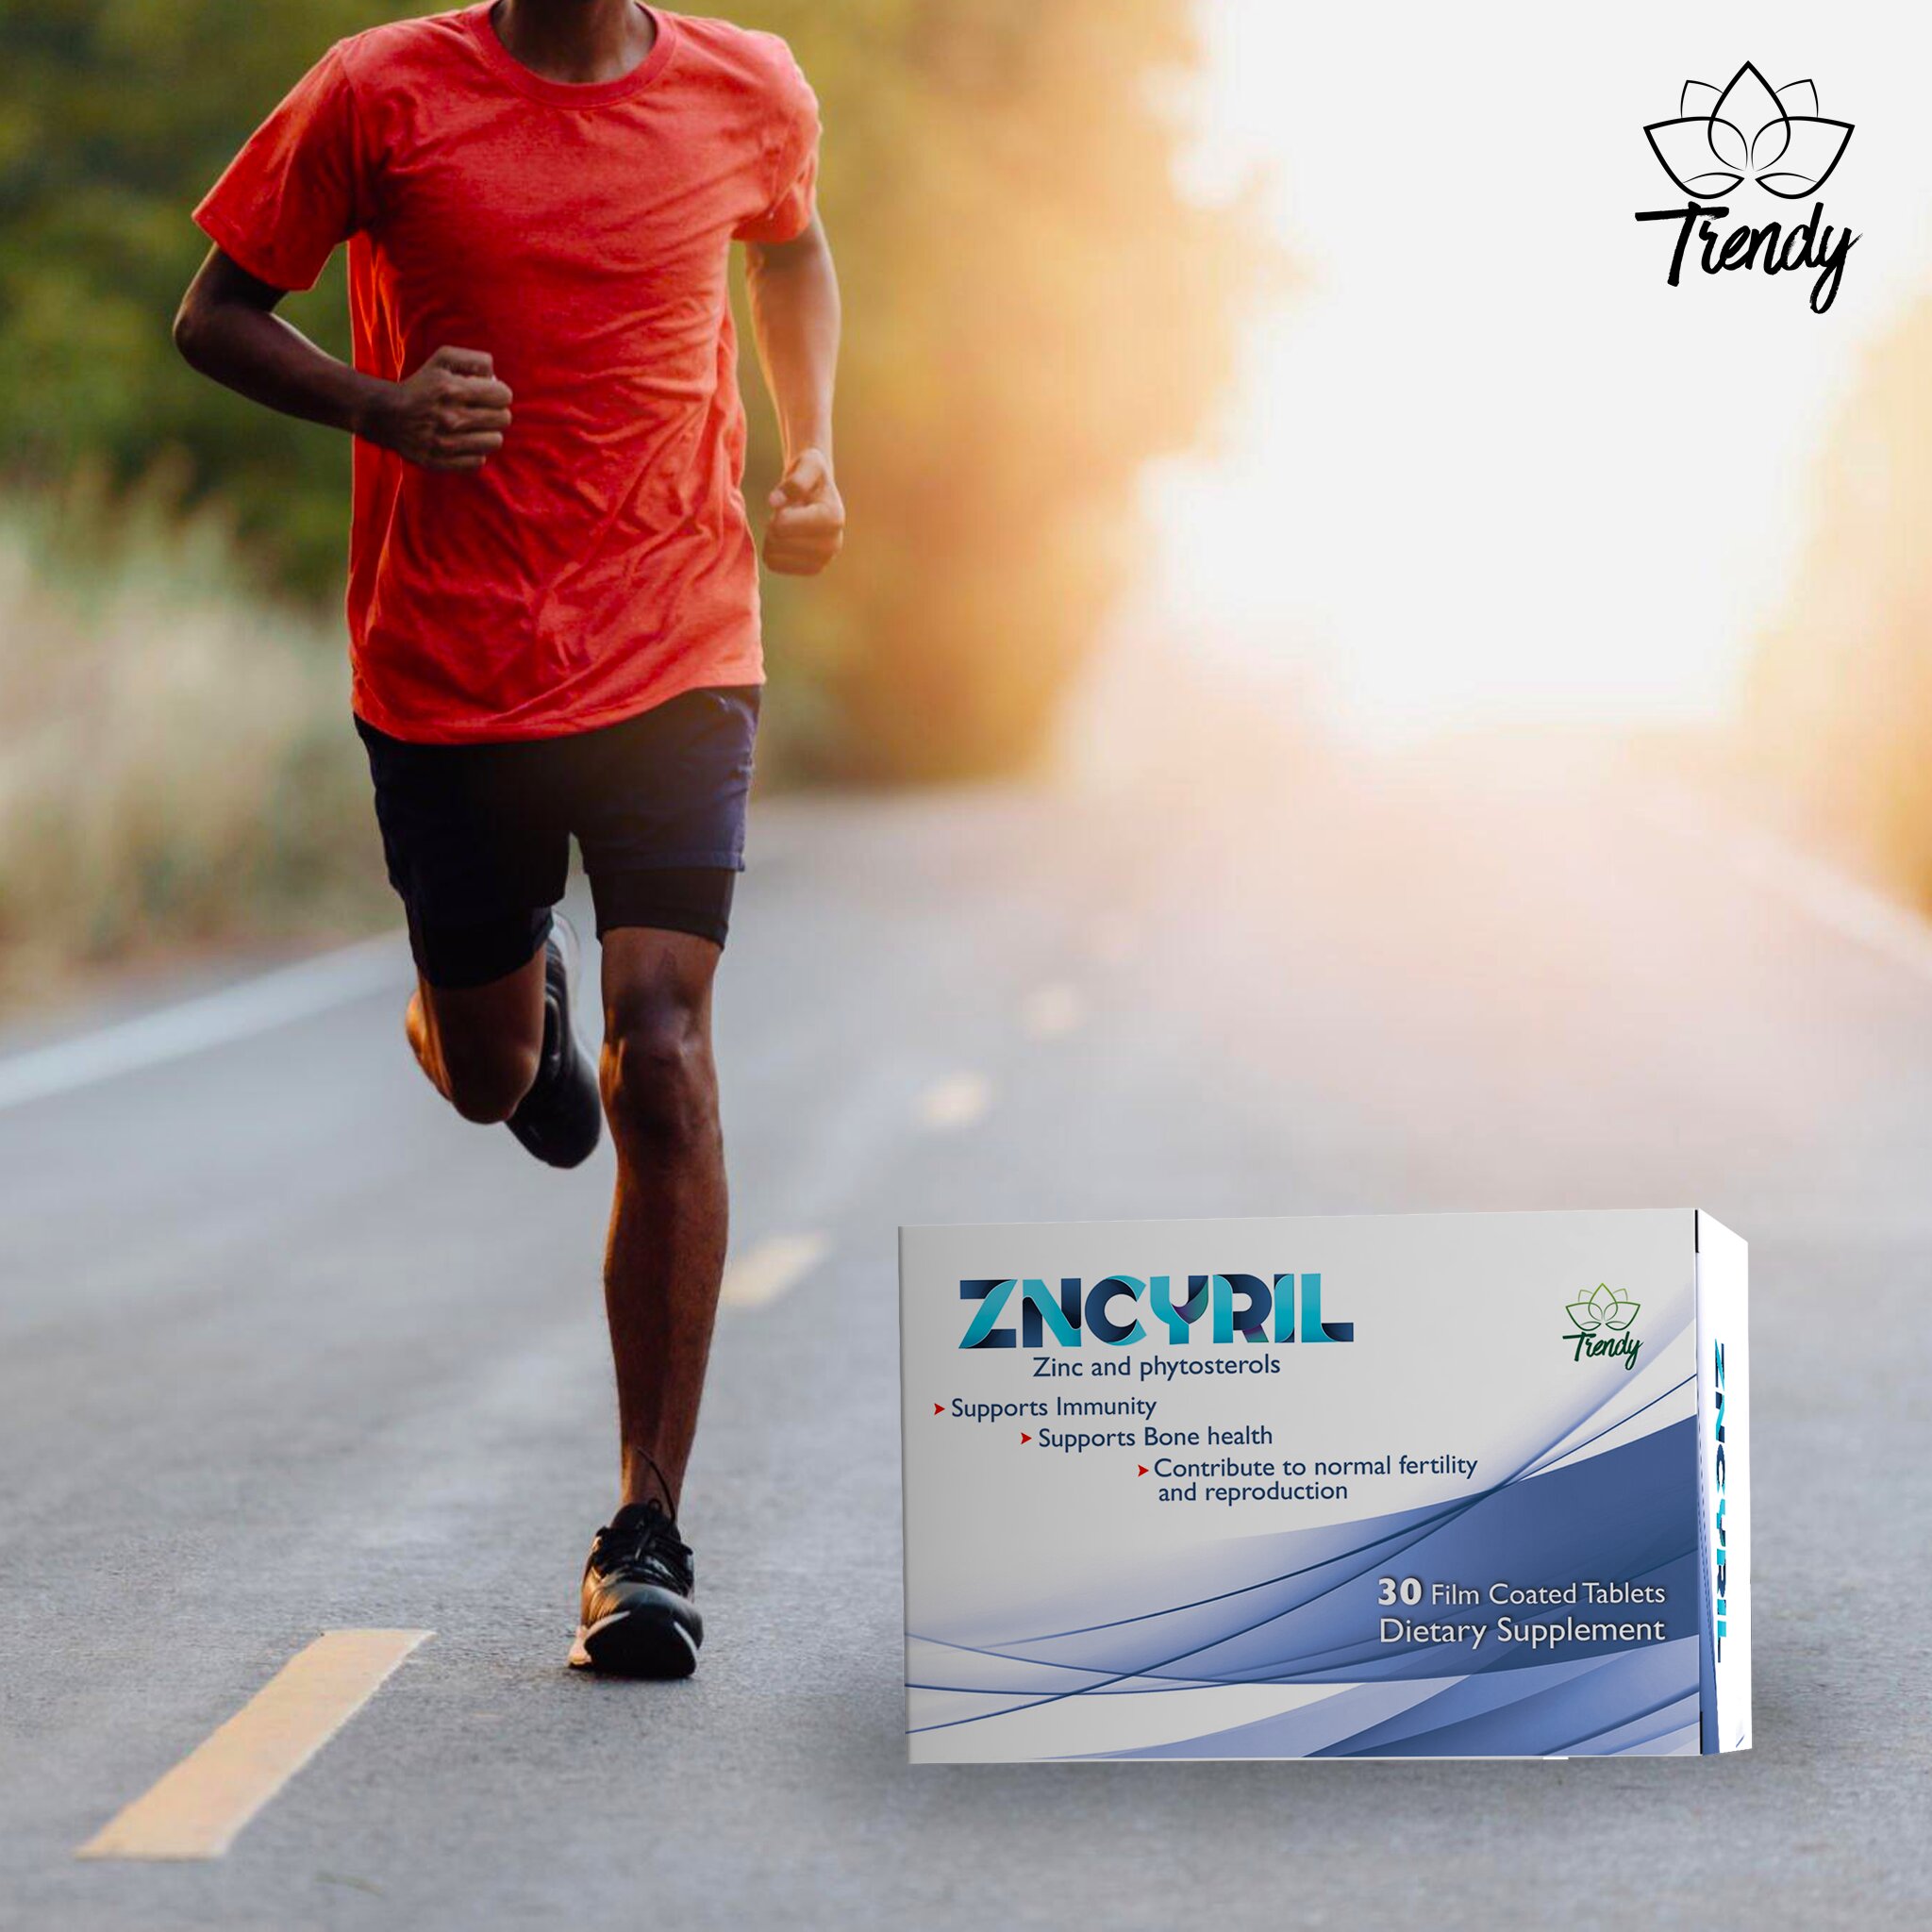 Trendy
ZNCYRIL
Zinc and phytosterols
Trendy
➤ Supports Immunity
➤ Supports Bone health
➤ Contribute to normal fertility
and reproduction
30 Film Coated Tablets
Dietary Supplement
ZNCYRIL